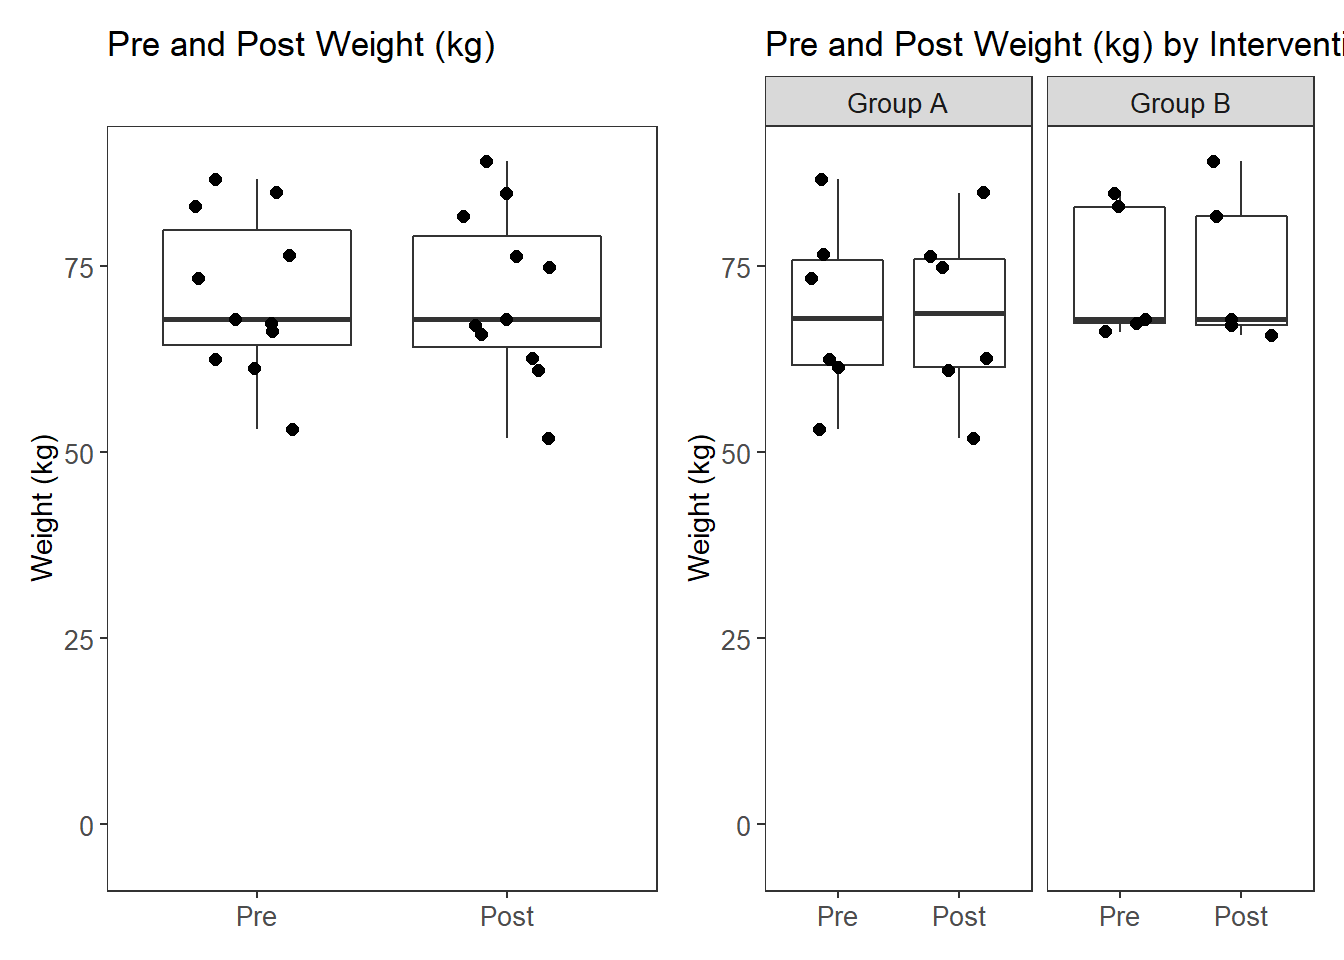 Pre and Post Weight (kg)
Weight (kg)
75
50
25
0
Pre Post
Pre and Post Weight (kg) by Interventi
Group A Group B
Weight (kg)
75
50
25
0
Pre Post Pre Post